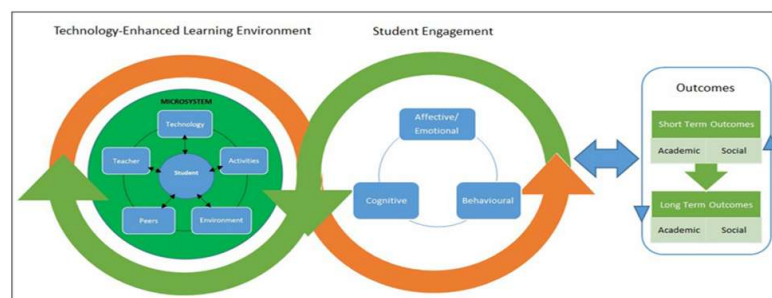 Technology-Enhanced Learning Environment
Student Engagement
MICROSYSTEM
Technology
Teacher
Activities
Student
Peers
Environment
Affective/
Emotional
Cognitive
Behavioural
Outcomes
Short Term Outcomes
Academic Social
Long Term Outcomes
Academic Social